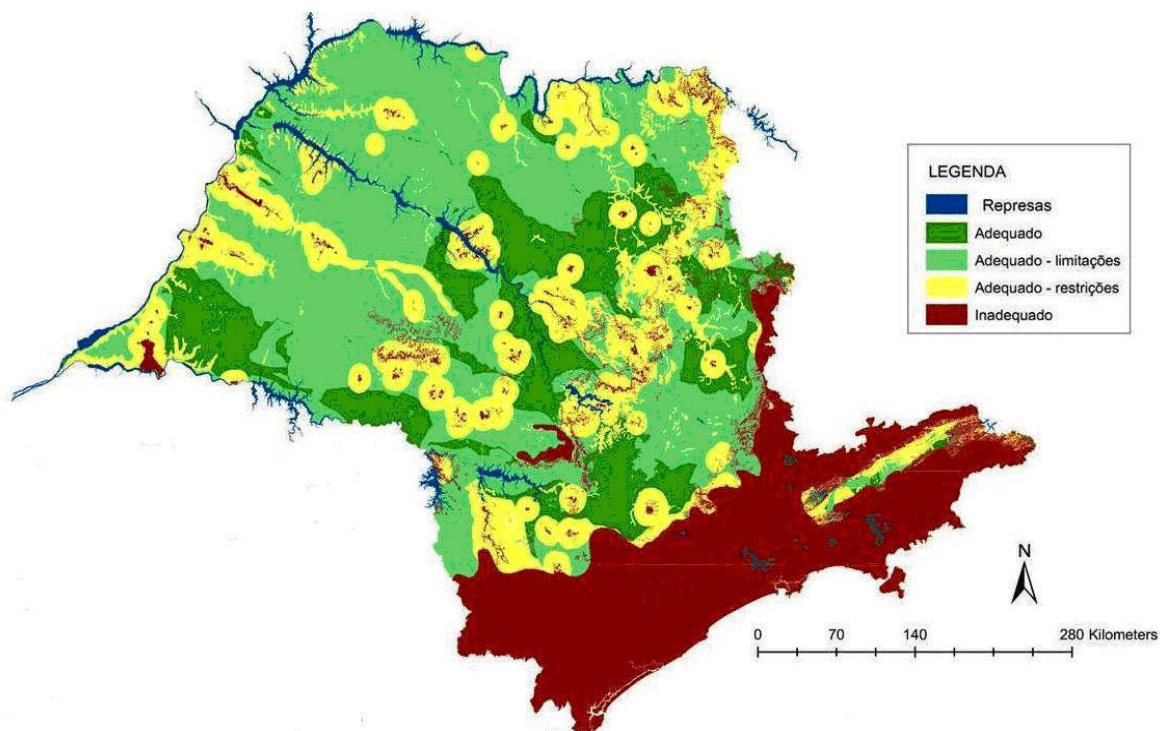 LEGENDA
Represas
Adequado
Adequado - limitações
Adequado - restrições
Inadequado
N
0 70 140 280 Kilometers